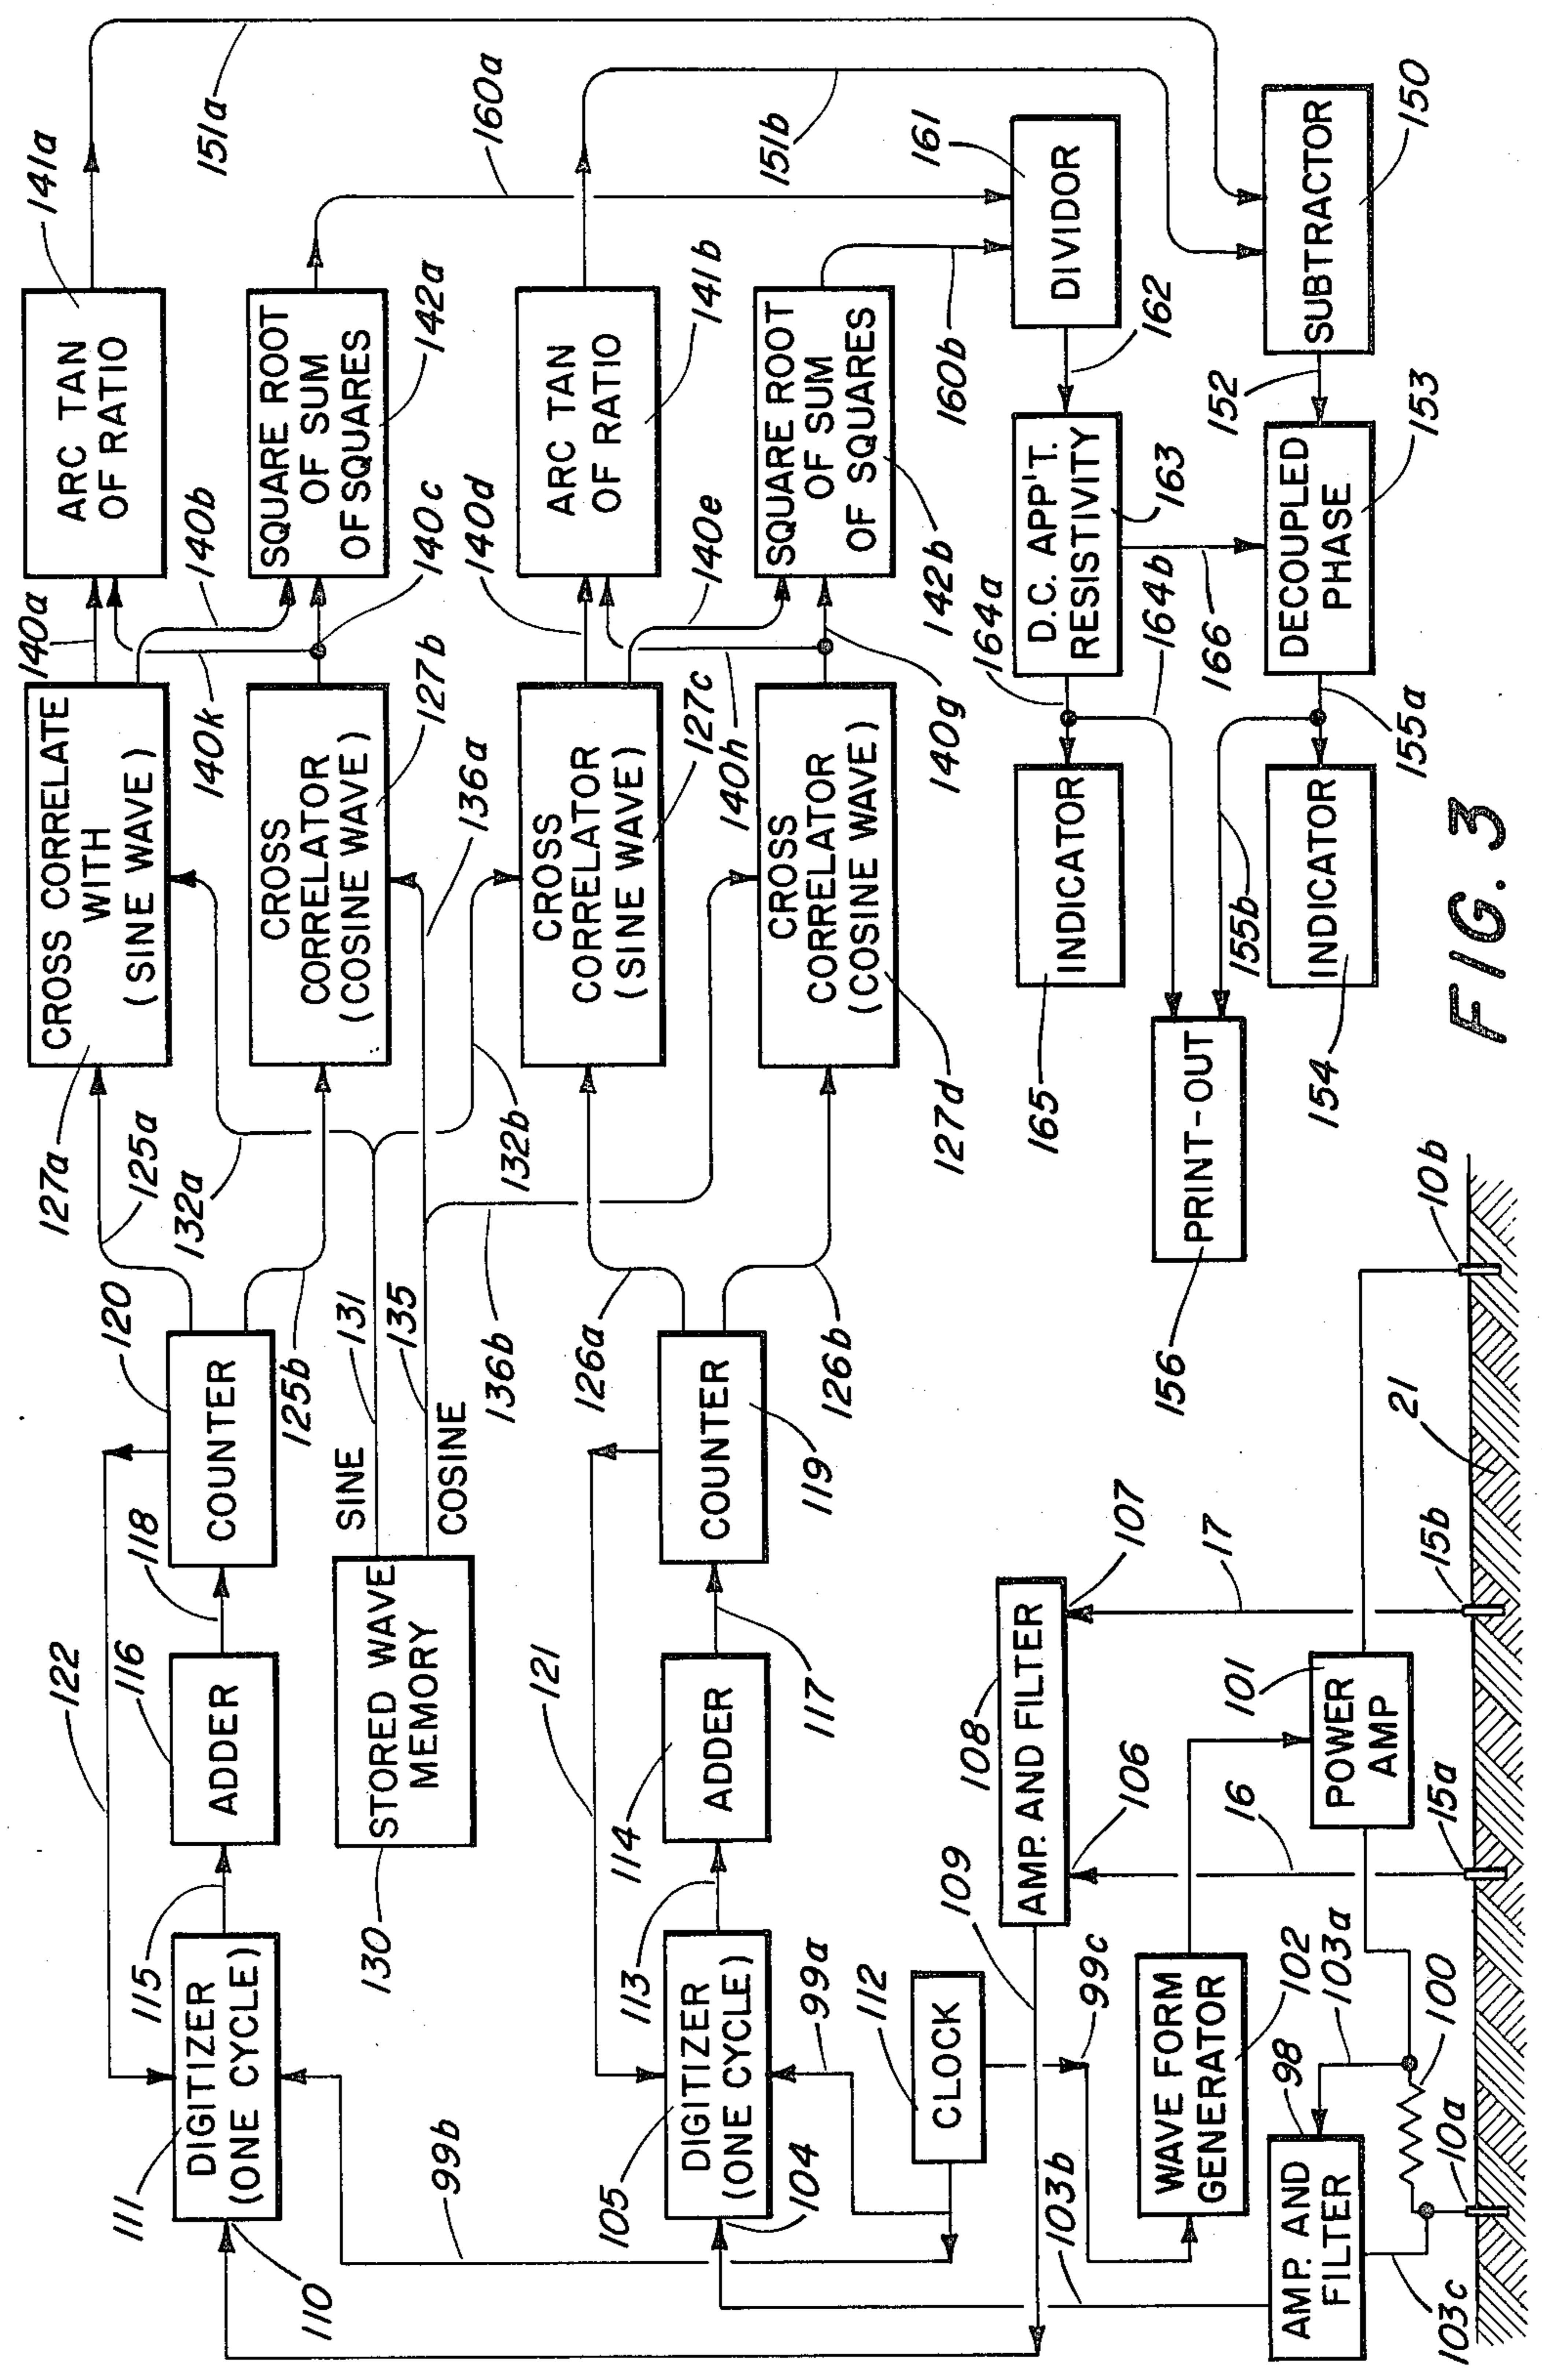 141a
ARC TAN
OF RATIO
151a
140a
140b
140k
CROSS CORRELATE
WITH
(SINE WAVE)
127a
125a
132a
SQUARE ROOT
OF SUM
OF SQUARES
142a
160a
140c
CROSS
CORRELATOR
(COSINE WAVE)
127b
136a
120
COUNTER
125b
118
122
116
ADDER
115
DIGITIZER
(ONE CYCLE)
111
110
99b
SINE
131
135
COSINE
136b
132b
STORED WAVE
MEMORY
130
140d
ARC TAN
OF RATIO
141b
151b
140e
CROSS
CORRELATOR
(SINE WAVE)
127c
140h
SQUARE ROOT
OF SUM
OF SQUARES
142b
160b
140g
CROSS
CORRELATOR
(COSINE WAVE)
127d
126a
126b
COUNTER
119
121
117
114
ADDER
113
DIGITIZER
(ONE CYCLE)
105
104
99a
112
CLOCK
99c
103b
109
161
DIVIDOR
162
D.C. APP'T.
RESISTIVITY
163
164a
164b
166
INDICATOR
165
150
SUBTRACTOR
152
153
DECOUPLED
PHASE
155a
155b
INDICATOR
154
PRINT-OUT
156
108
AMP. AND FILTER
107
106
17
16
WAVE FORM
GENERATOR
102
101
POWER
AMP
98
AMP. AND
FILTER
103a
100
103c
10a
15a
15b
21
10b
FIG. 3